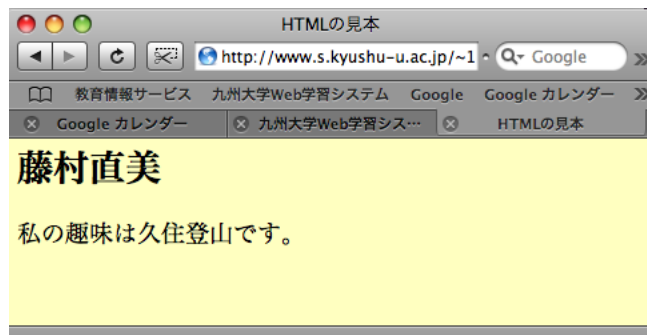 HTMLの見本
http://www.s.kyushu-u.ac.jp/~1
Google
教育情報サービス 九州大学Web学習システム Google Google カレンダー
Google カレンダー 九州大学Web学習シス… HTMLの見本
藤村直美
私の趣味は久住登山です。